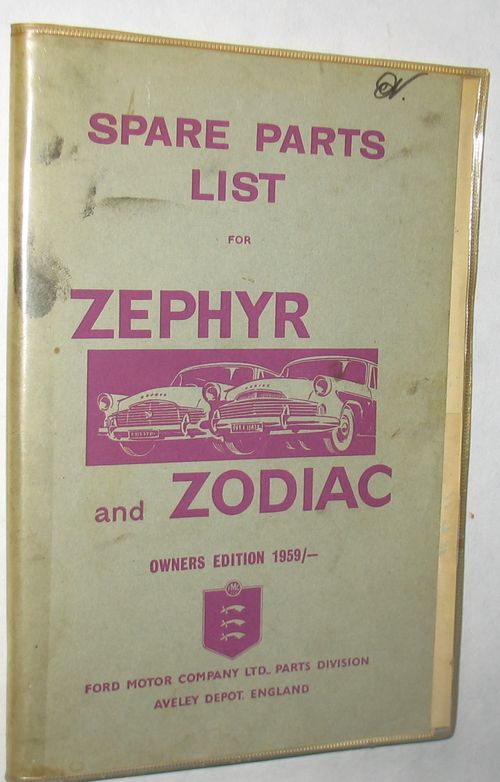 SPARE PARTS
LIST
FOR
ZEPHYR
and ZODIAC
OWNERS EDITION 1959/—
FORD MOTOR COMPANY LTD., PARTS DIVISION
AVELEY DEPOT, ENGLAND